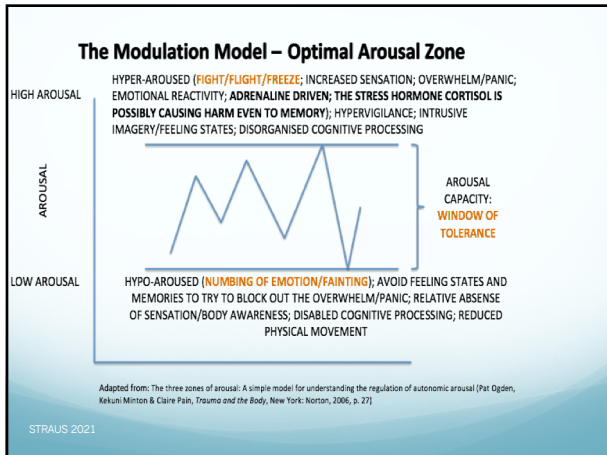 The Modulation Model – Optimal Arousal Zone
HYPER-AROUSED (FIGHT/FLIGHT/FREEZE; INCREASED SENSATION; OVERWHELM/PANIC;
HIGH AROUSAL
EMOTIONAL REACTIVITY; ADRENALINE DRIVEN; THE STRESS HORMONE CORTISOL IS
POSSIBLY CAUSING HARM EVEN TO MEMORY); HYPERVIGILANCE; INTRUSIVE
IMAGERY/FEELING STATES; DISORGANISED COGNITIVE PROCESSING
AROUSAL
AROUSAL
CAPACITY:
WINDOW OF
TOLERANCE
LOW AROUSAL
HYPO-AROUSED (NUMBING OF EMOTION/FAINTING); AVOID FEELING STATES AND
MEMORIES TO TRY TO BLOCK OUT THE OVERWHELM/PANIC; RELATIVE ABSENSE
OF SENSATION/BODY AWARENESS; DISABLED COGNITIVE PROCESSING; REDUCED
PHYSICAL MOVEMENT
Adapted from: The three zones of arousal: A simple model for understanding the regulation of autonomic arousal (Pat Ogden,
Kekuni Minton & Claire Pain, Trauma and the Body, New York: Norton, 2006, p. 27)
STRAUS 2021